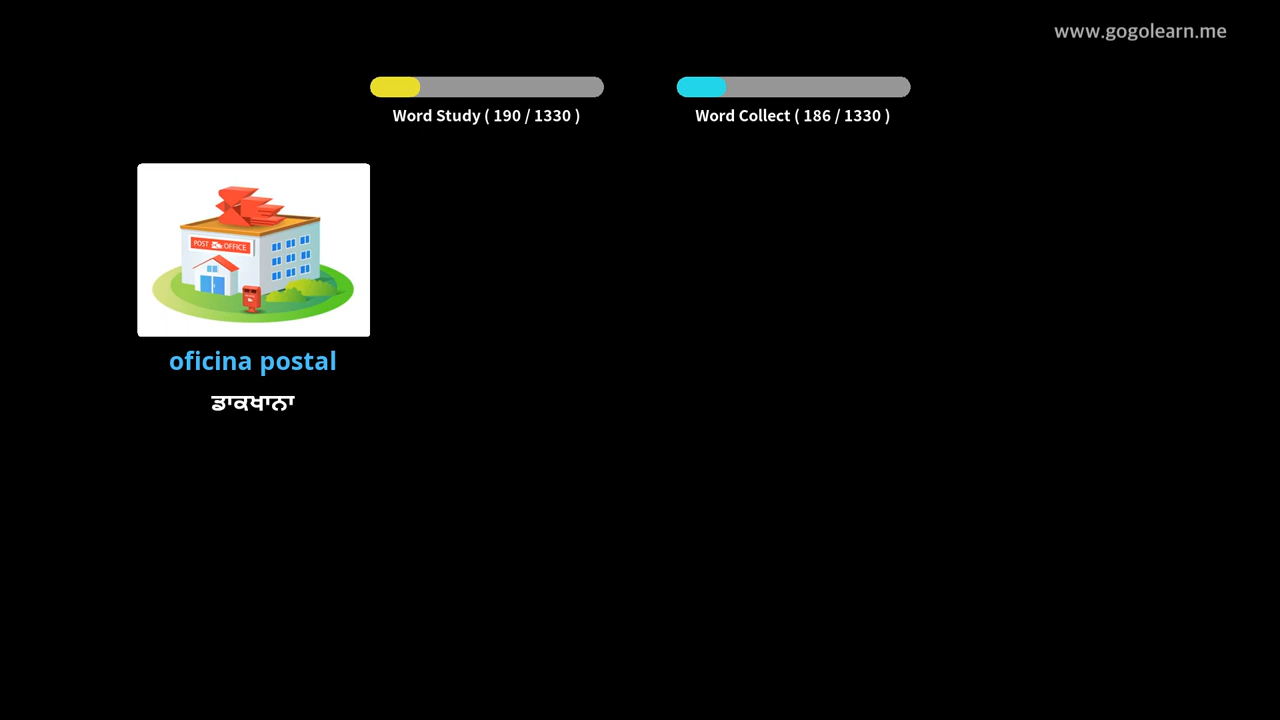 www.gogolearn.me
Word Study ( 190 / 1330 )
Word Collect ( 186 / 1330 )
POST OFFICE
oficina postal
ਡਾਕਖਾਨਾ